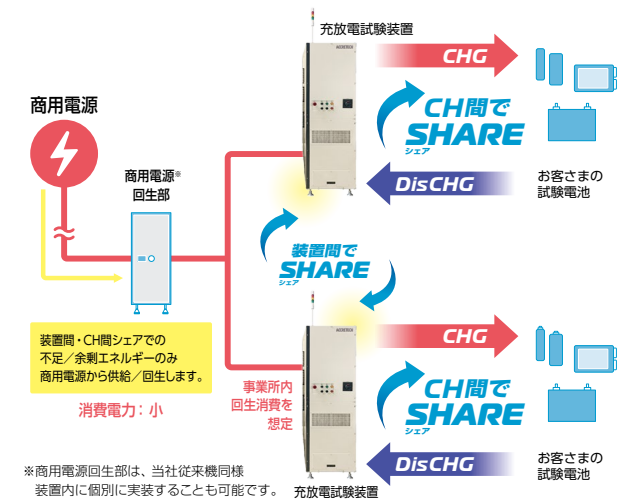 充放電試験装置
CHG
CH間で
SHARE
シェア
DisCHG
お客さまの
試験電池
商用電源
商用電源※
回生部
装置間で
SHARE
シェア
装置間・CH間シェアでの
不足／余剰エネルギーのみ
商用電源から供給／回生します。
消費電力：小
事業所内
回生消費を
想定
CHG
CH間で
SHARE
シェア
DisCHG
お客さまの
試験電池
充放電試験装置
※商用電源回生部は、当社従来機同様
装置内に個別に実装することも可能です。